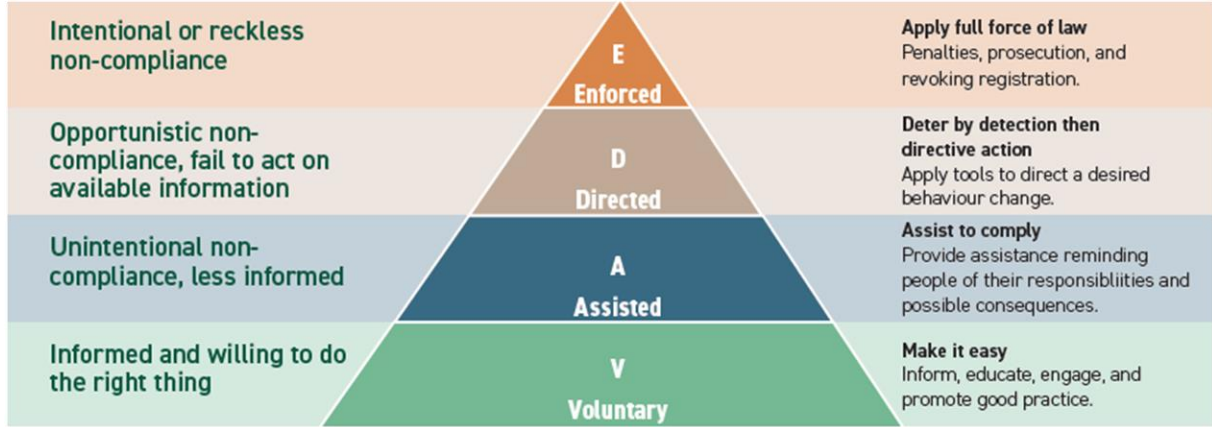 Intentional or reckless
non-compliance
E
Enforced
Apply full force of law
Penalties, prosecution, and
revoking registration.
Opportunistic non-
compliance, fail to act on
available information
D
Directed
Deter by detection then
directive action
Apply tools to direct a desired
behaviour change.
Unintentional non-
compliance, less informed
A
Assisted
Assist to comply
Provide assistance reminding
people of their responsibliities and
possible consequences.
Informed and willing to do
the right thing
V
Voluntary
Make it easy
Inform, educate, engage, and
promote good practice.